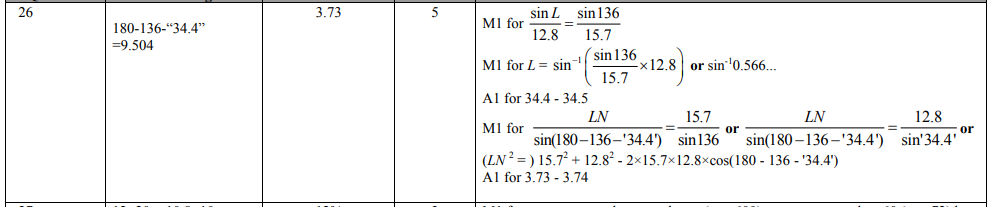 26
180-136-“34.4”
=9.504
3.73
5
M1 for sin L / 12.8 = sin136 / 15.7
M1 for L = sin⁻¹(sin136 / 15.7 ×12.8) or sin⁻¹0.566...
A1 for 34.4 - 34.5
M1 for LN / sin(180−136−'34.4') = 15.7 / sin136 or LN / sin(180−136−'34.4') = 12.8 / sin'34.4' or
(LN² = ) 15.7² + 12.8² - 2×15.7×12.8×cos(180 - 136 - '34.4')
A1 for 3.73 - 3.74